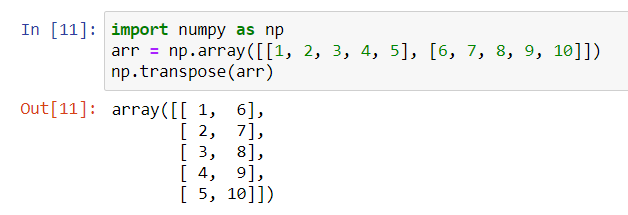 In [11]: import numpy as np
arr = np.array([[1, 2, 3, 4, 5], [6, 7, 8, 9, 10]])
np.transpose(arr)
Out[11]: array([[ 1,  6],
       [ 2,  7],
       [ 3,  8],
       [ 4,  9],
       [ 5, 10]])